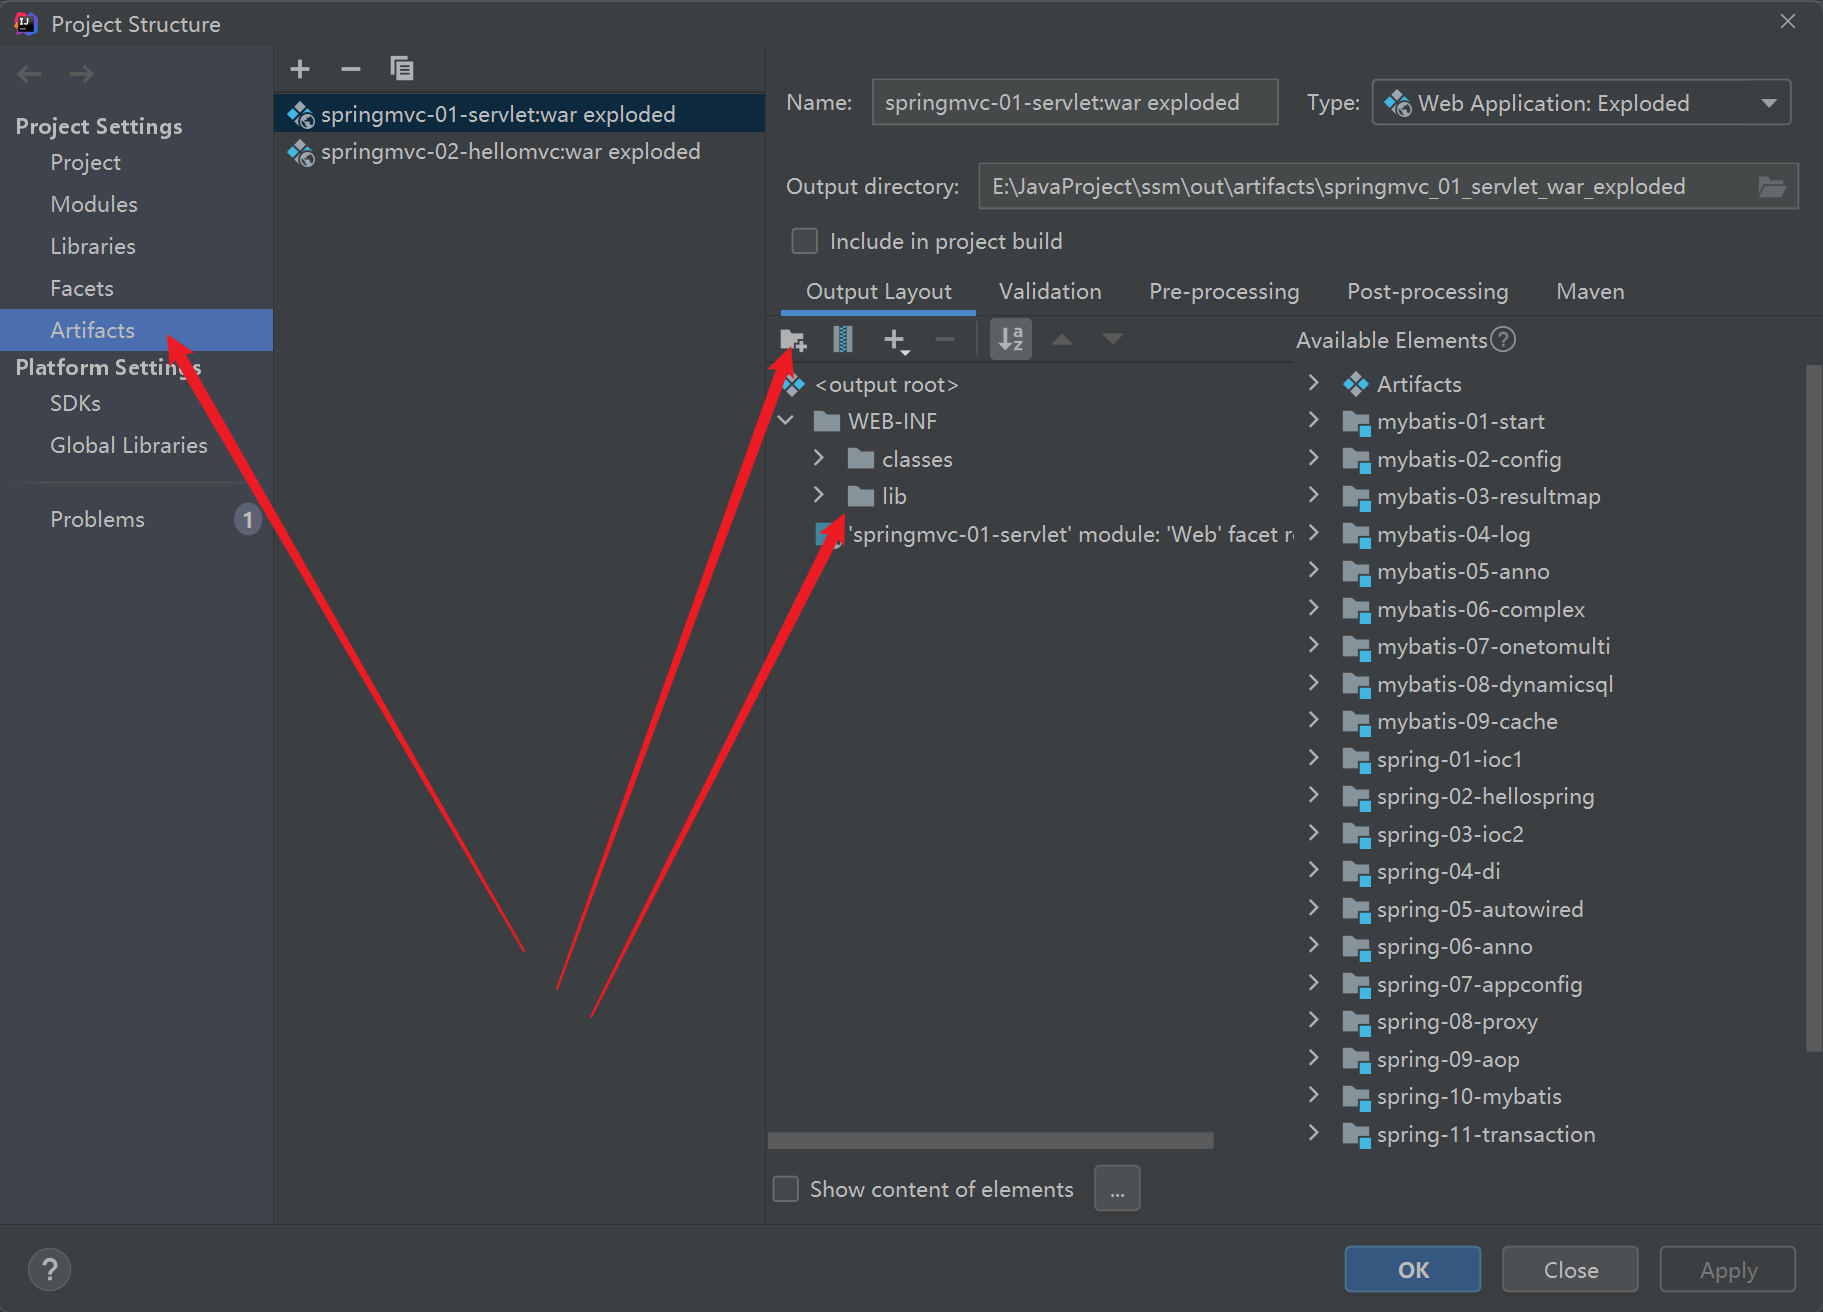 Project Structure
Project Settings
Project
Modules
Libraries
Facets
Artifacts
Platform Settings
SDKs
Global Libraries
Problems
1
springmvc-01-servlet:war exploded
springmvc-02-hellomvc:war exploded
Name:
springmvc-01-servlet:war exploded
Type:
Web Application: Exploded
Output directory:
E:\JavaProject\ssm\out\artifacts\springmvc_01_servlet_war_exploded
Include in project build
Output Layout
Validation
Pre-processing
Post-processing
Maven
<output root>
WEB-INF
classes
lib
'springmvc-01-servlet' module: 'Web' facet r
Available Elements
Artifacts
mybatis-01-start
mybatis-02-config
mybatis-03-resultmap
mybatis-04-log
mybatis-05-anno
mybatis-06-complex
mybatis-07-onetomulti
mybatis-08-dynamicsql
mybatis-09-cache
spring-01-ioc1
spring-02-hellospring
spring-03-ioc2
spring-04-di
spring-05-autowired
spring-06-anno
spring-07-appconfig
spring-08-proxy
spring-09-aop
spring-10-mybatis
spring-11-transaction
Show content of elements
...
?
OK
Close
Apply